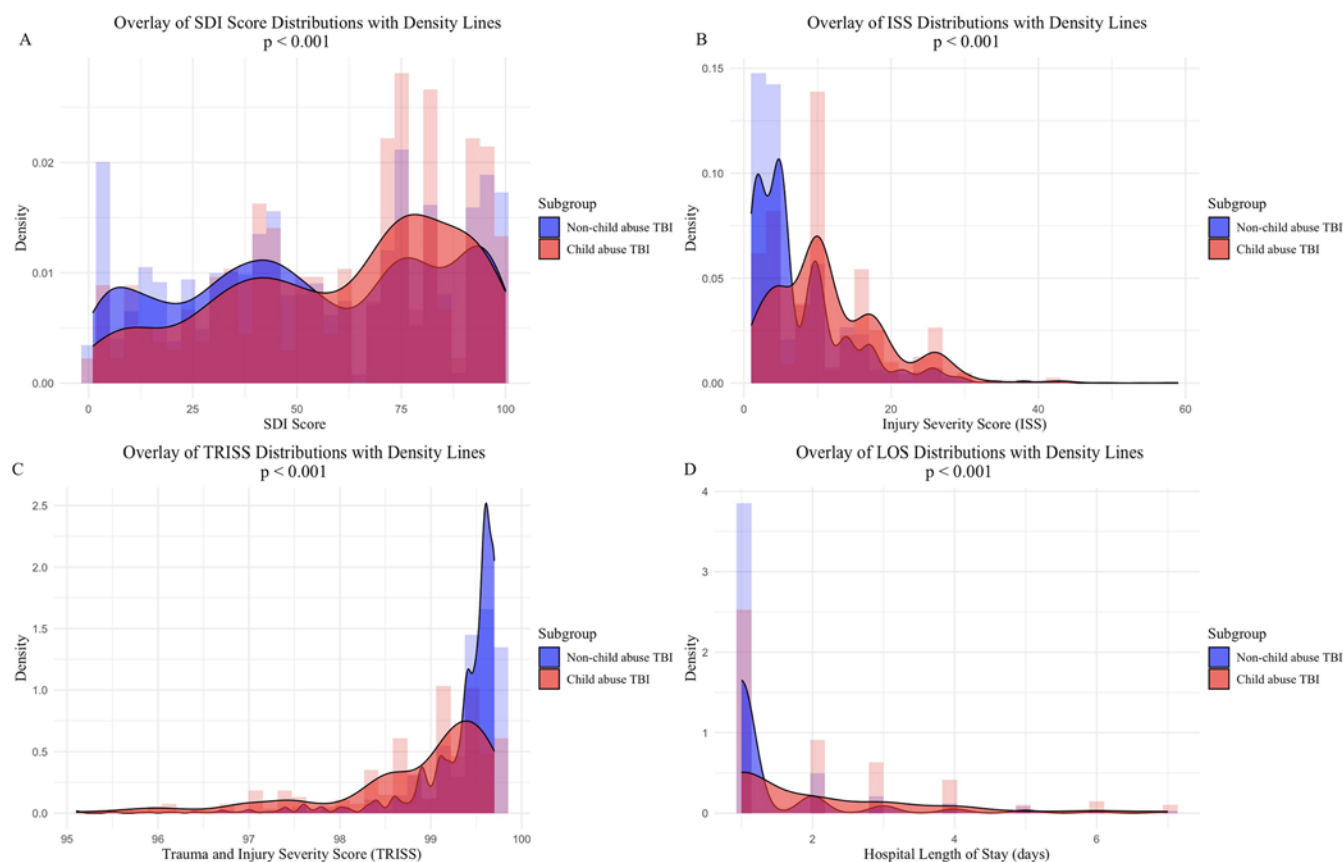 A
Overlay of SDI Score Distributions with Density Lines
p < 0.001
Density
0.02
0.01
0.00
0
25
50
75
100
SDI Score
Subgroup
Non-child abuse TBI
Child abuse TBI
B
Overlay of ISS Distributions with Density Lines
p < 0.001
Density
0.15
0.10
0.05
0.00
0
20
40
60
Injury Severity Score (ISS)
Subgroup
Non-child abuse TBI
Child abuse TBI
C
Overlay of TRISS Distributions with Density Lines
p < 0.001
Density
2.5
2.0
1.5
1.0
0.5
0.0
95
96
97
98
99
100
Trauma and Injury Severity Score (TRISS)
Subgroup
Non-child abuse TBI
Child abuse TBI
D
Overlay of LOS Distributions with Density Lines
p < 0.001
Density
4
3
2
1
0
2
4
6
Hospital Length of Stay (days)
Subgroup
Non-child abuse TBI
Child abuse TBI